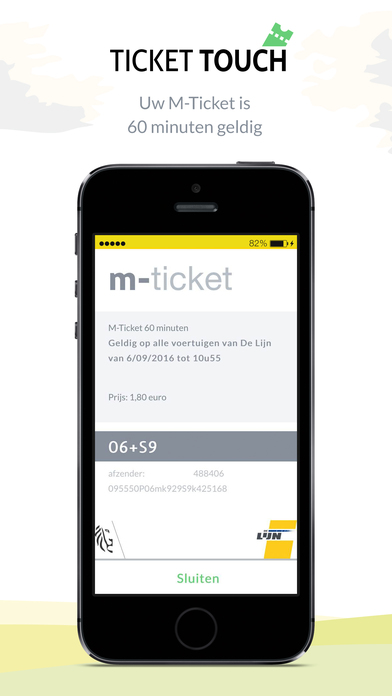 TICKET TOUCH
Uw M-Ticket is
60 minuten geldig
82%
m-ticket
M-Ticket 60 minuten
Geldig op alle voertuigen van De Lijn
van 6/09/2016 tot 10u55
Prijs: 1,80 euro
06+S9
afzender: 488406
095550P06mk929S9k425168
LIJN
Sluiten